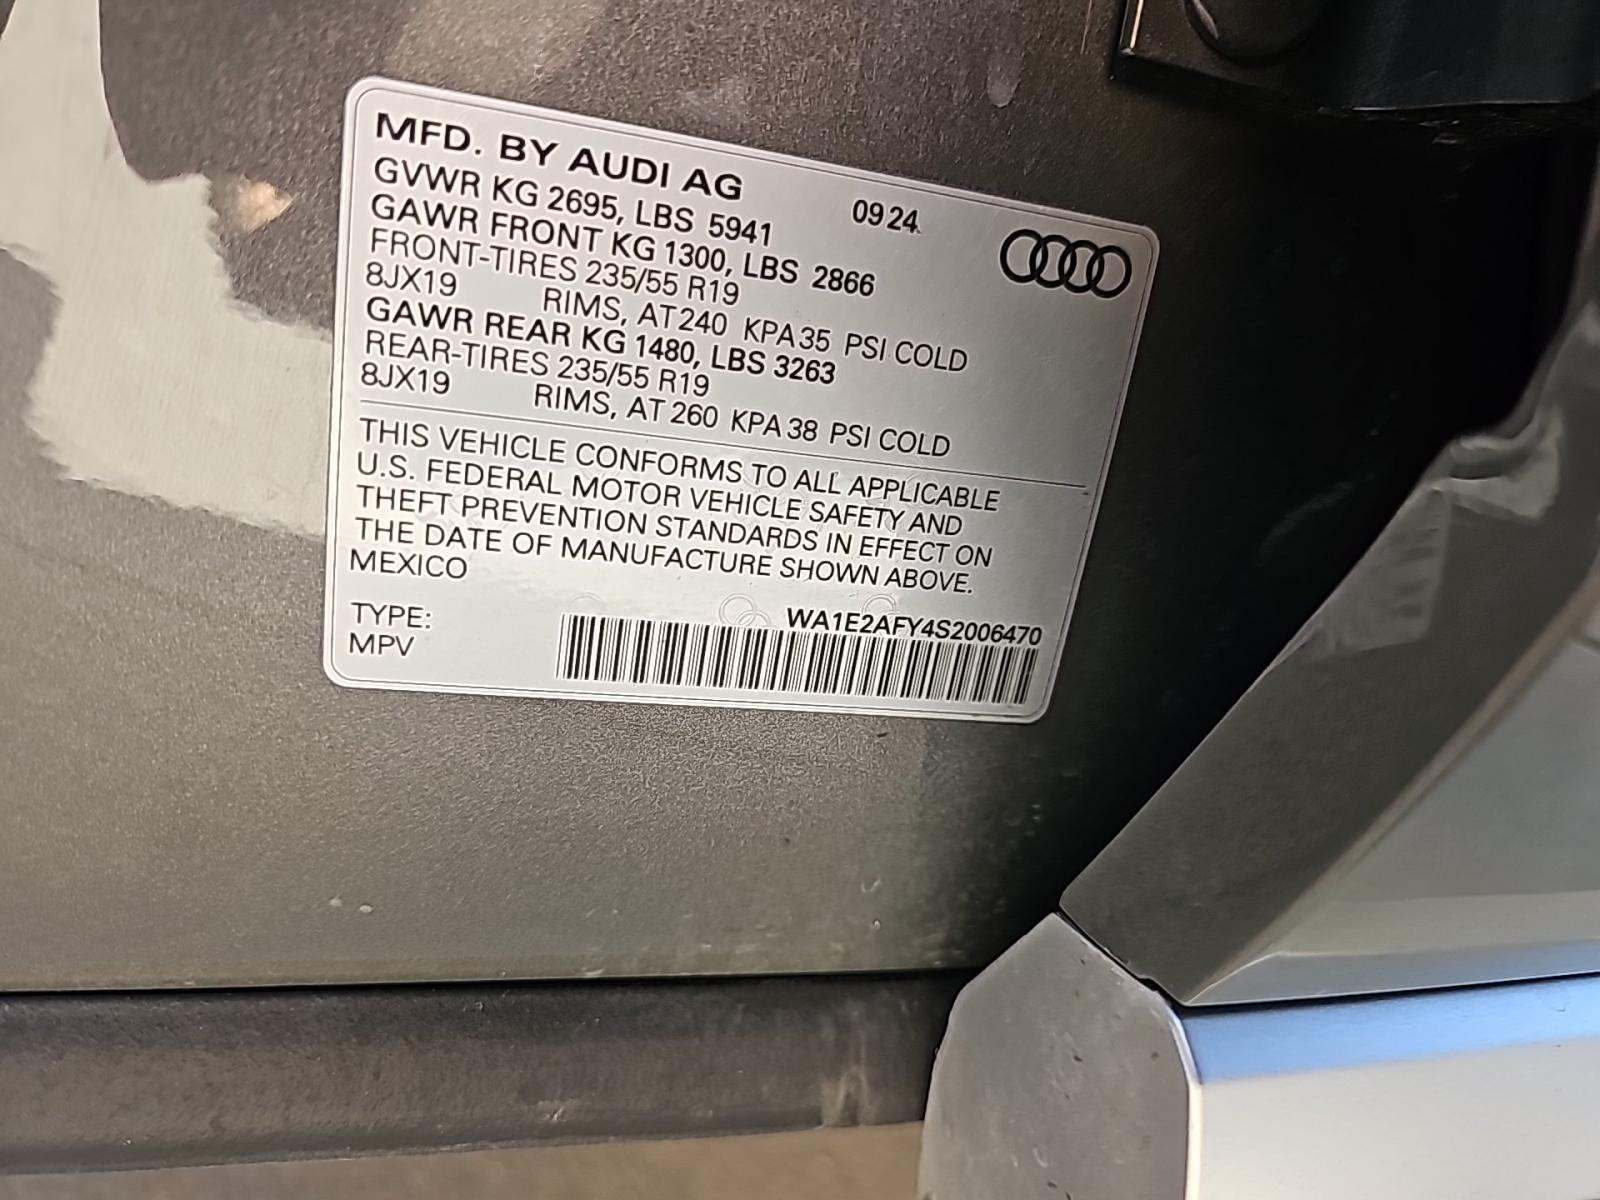 MFD. BY AUDI AG
09 24
GVWR KG 2695, LBS 5941
GAWR FRONT KG 1300, LBS 2866
FRONT-TIRES 235/55 R19
8JX19 RIMS, AT 240 KPA 35 PSI COLD
GAWR REAR KG 1480, LBS 3263
REAR-TIRES 235/55 R19
8JX19 RIMS, AT 260 KPA 38 PSI COLD
THIS VEHICLE CONFORMS TO ALL APPLICABLE
U.S. FEDERAL MOTOR VEHICLE SAFETY AND
THEFT PREVENTION STANDARDS IN EFFECT ON
THE DATE OF MANUFACTURE SHOWN ABOVE.
MEXICO
WA1E2AFY4S2006470
TYPE:
MPV